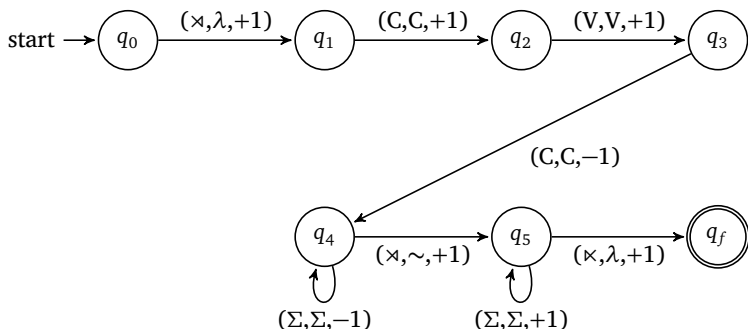 (⋊,λ,+1) (C,C,+1) (V,V,+1)
start q0 q1 q2 q3
(C,C,−1)
q4 q5 qf
(⋊,∼,+1) (⋉,λ,+1)
(Σ,Σ,−1) (Σ,Σ,+1)